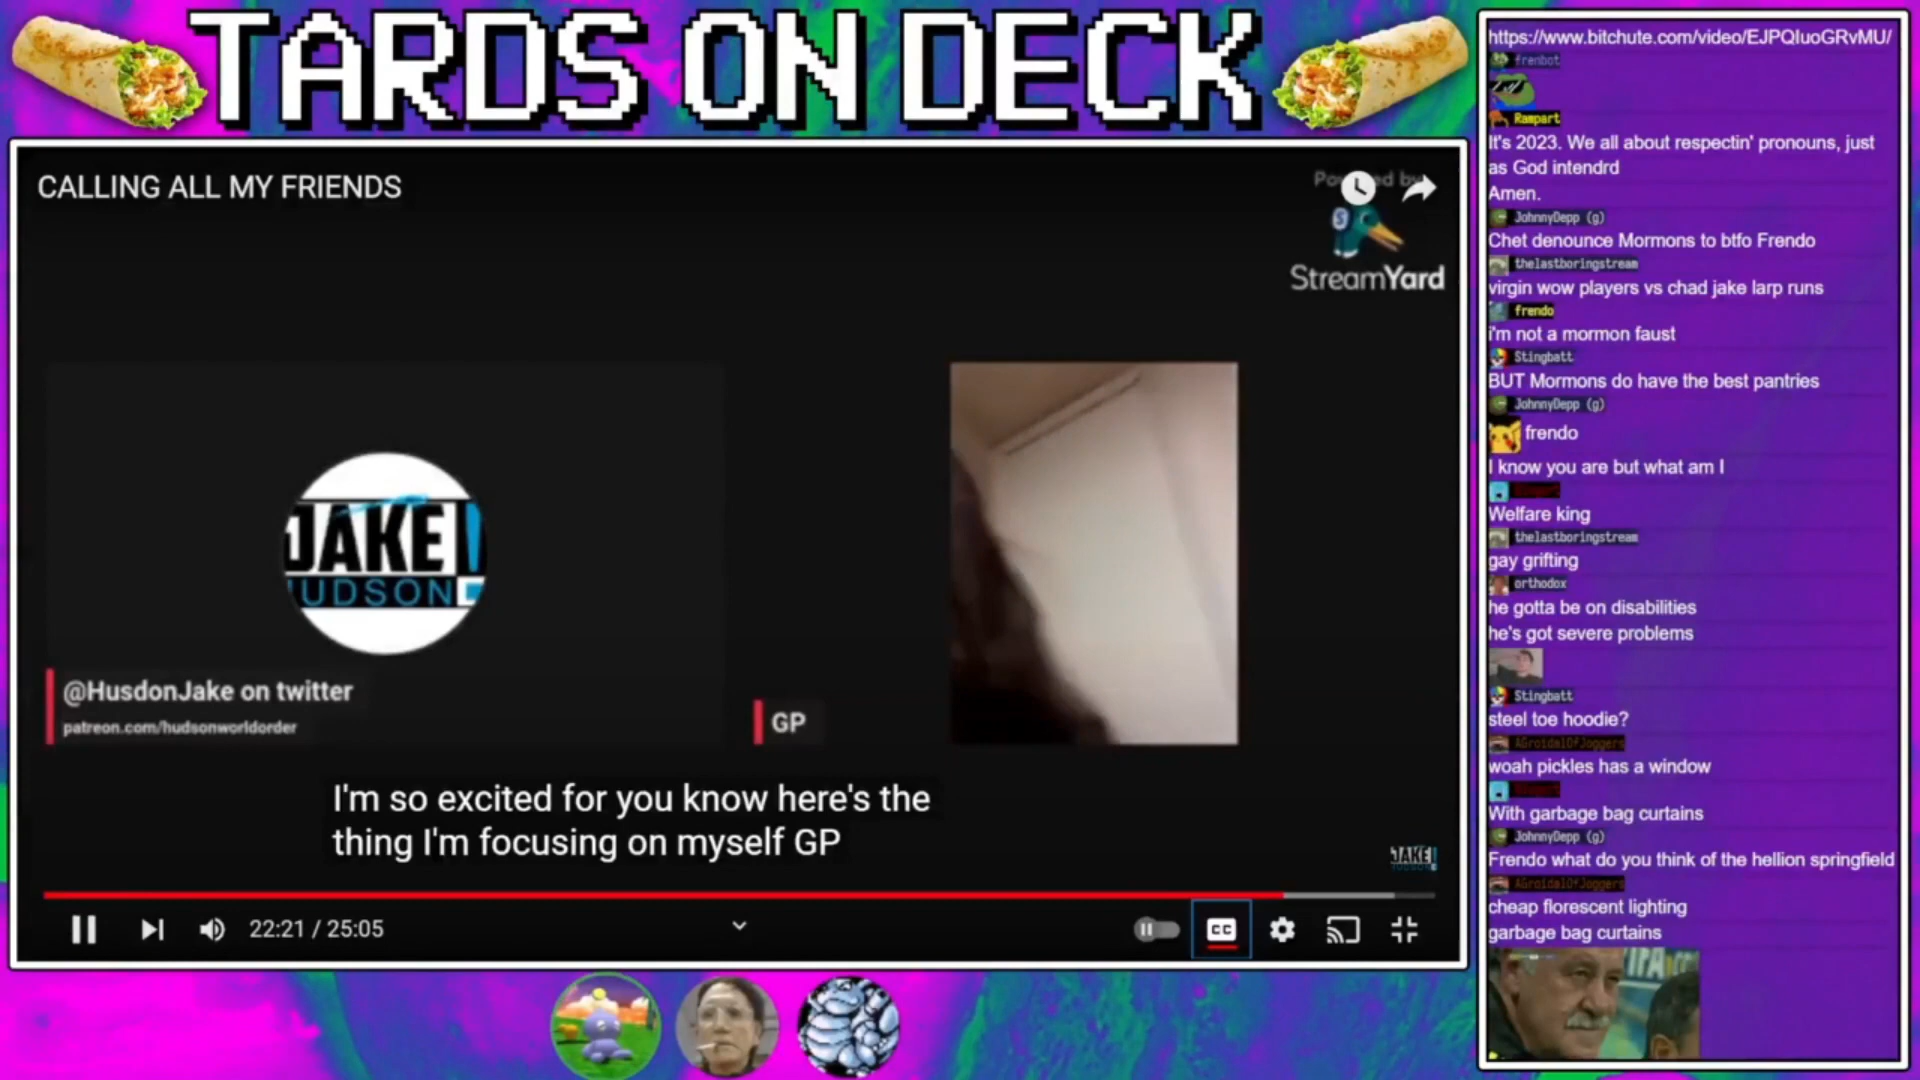 TARDS ON DECK
CALLING ALL MY FRIENDS
Powered by
StreamYard
JAKE!
HUDSON
@HusdonJake on twitter
patreon.com/hudsonworldorder
GP
I'm so excited for you know here's the
thing I'm focusing on myself GP
JAKE!
HUDSON
22:21 / 25:05
CC
https://www.bitchute.com/video/EJPQIuoGRvMU/
frenbot
Rampart
It's 2023. We all about respectin' pronouns, just
as God intendrd
Amen.
JohnnyDepp (g)
Chet denounce Mormons to btfo Frendo
thelastboringstream
virgin wow players vs chad jake larp runs
frendo
i'm not a mormon faust
Stingbatt
BUT Mormons do have the best pantries
JohnnyDepp (g)
frendo
I know you are but what am I
Welfare king
thelastboringstream
gay grifting
orthodox
he gotta be on disabilities
he's got severe problems
Stingbatt
steel toe hoodie?
AGroidalOfJoggers
woah pickles has a window
With garbage bag curtains
JohnnyDepp (g)
Frendo what do you think of the hellion springfield
AGroidalOfJoggers
cheap florescent lighting
garbage bag curtains